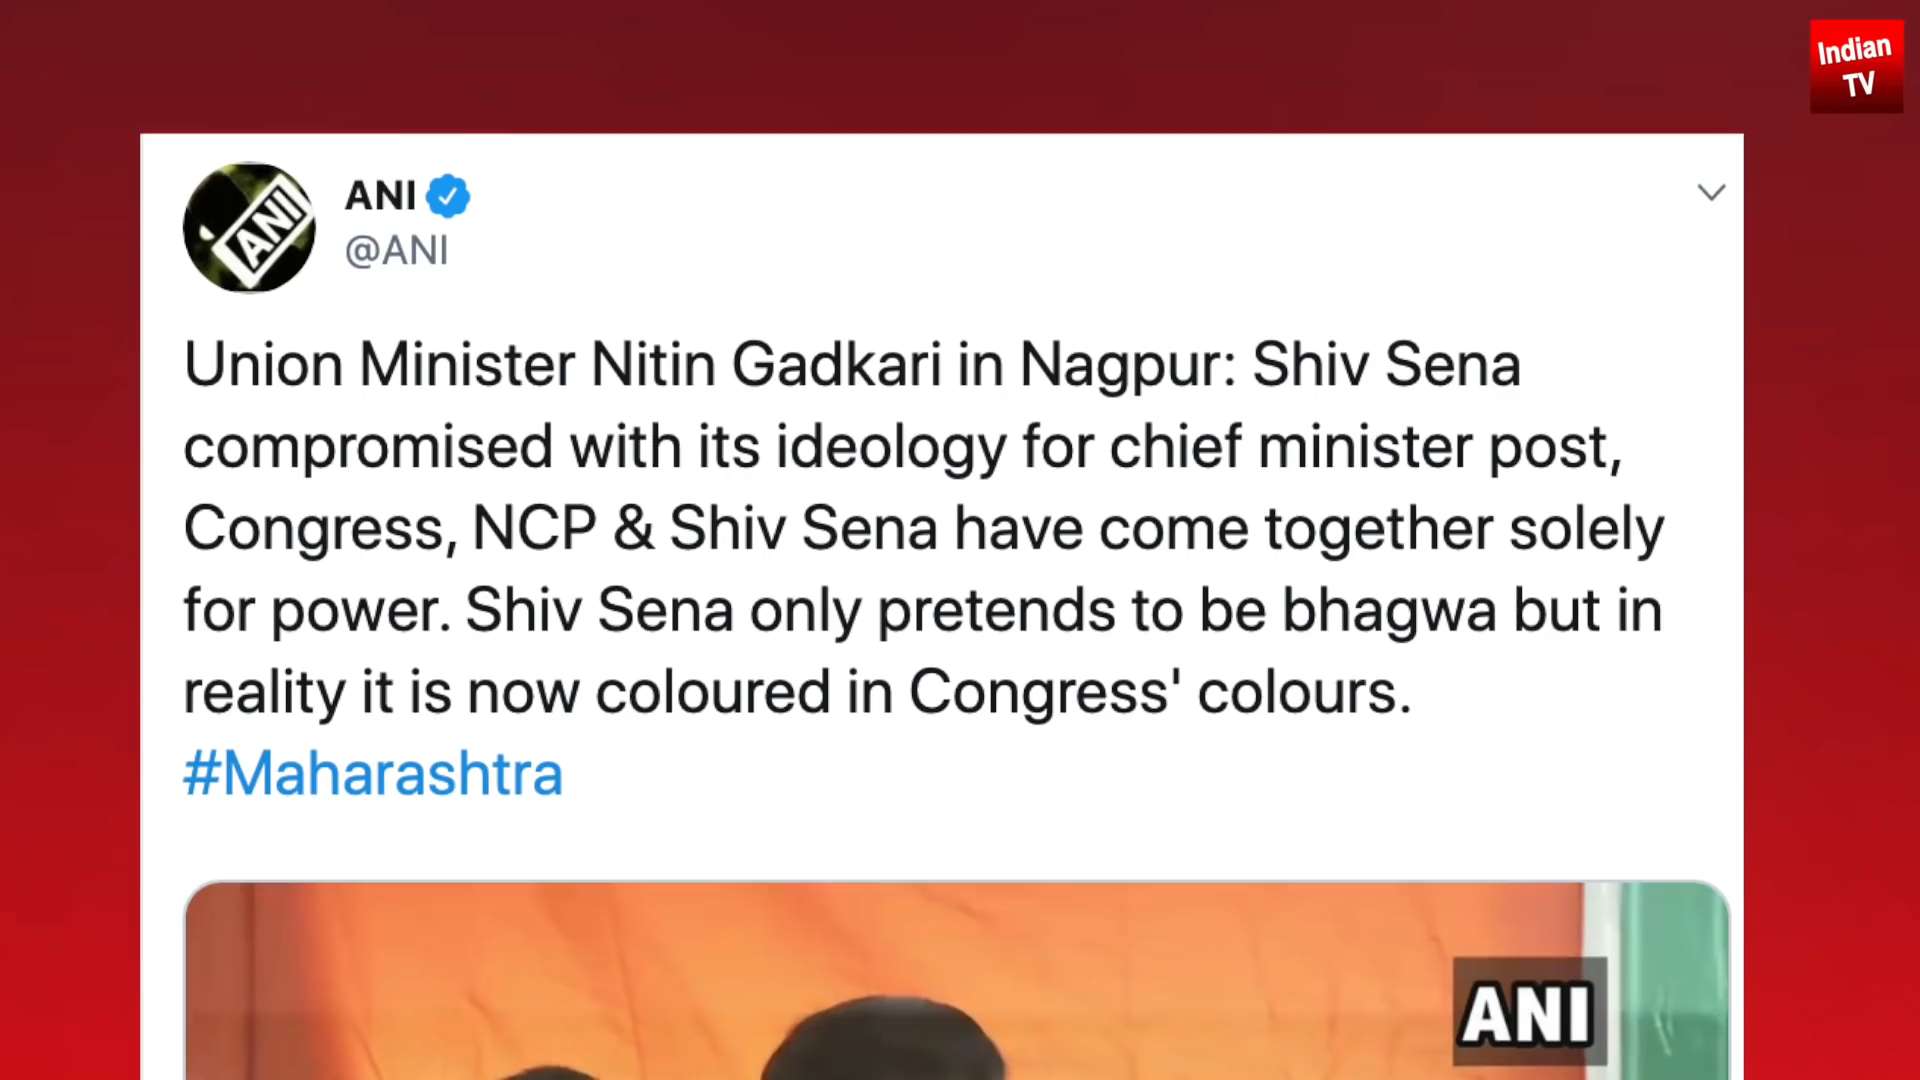 Indian
TV
ANI
ANI
@ANI
Union Minister Nitin Gadkari in Nagpur: Shiv Sena
compromised with its ideology for chief minister post,
Congress, NCP & Shiv Sena have come together solely
for power. Shiv Sena only pretends to be bhagwa but in
reality it is now coloured in Congress' colours.
#Maharashtra
ANI